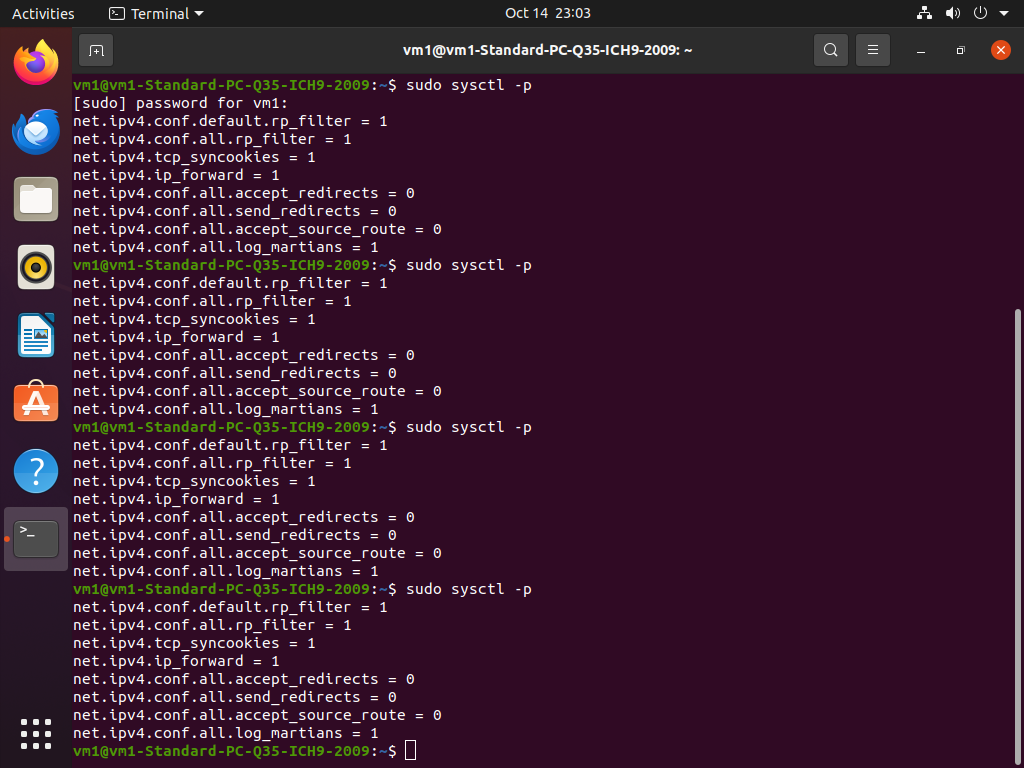 Activities Terminal Oct 14 23:03
vm1@vm1-Standard-PC-Q35-ICH9-2009: ~
vm1@vm1-Standard-PC-Q35-ICH9-2009:~$ sudo sysctl -p
[sudo] password for vm1:
net.ipv4.conf.default.rp_filter = 1
net.ipv4.conf.all.rp_filter = 1
net.ipv4.tcp_syncookies = 1
net.ipv4.ip_forward = 1
net.ipv4.conf.all.accept_redirects = 0
net.ipv4.conf.all.send_redirects = 0
net.ipv4.conf.all.accept_source_route = 0
net.ipv4.conf.all.log_martians = 1
vm1@vm1-Standard-PC-Q35-ICH9-2009:~$ sudo sysctl -p
net.ipv4.conf.default.rp_filter = 1
net.ipv4.conf.all.rp_filter = 1
net.ipv4.tcp_syncookies = 1
net.ipv4.ip_forward = 1
net.ipv4.conf.all.accept_redirects = 0
net.ipv4.conf.all.send_redirects = 0
net.ipv4.conf.all.accept_source_route = 0
net.ipv4.conf.all.log_martians = 1
vm1@vm1-Standard-PC-Q35-ICH9-2009:~$ sudo sysctl -p
net.ipv4.conf.default.rp_filter = 1
net.ipv4.conf.all.rp_filter = 1
net.ipv4.tcp_syncookies = 1
net.ipv4.ip_forward = 1
net.ipv4.conf.all.accept_redirects = 0
net.ipv4.conf.all.send_redirects = 0
net.ipv4.conf.all.accept_source_route = 0
net.ipv4.conf.all.log_martians = 1
vm1@vm1-Standard-PC-Q35-ICH9-2009:~$ sudo sysctl -p
net.ipv4.conf.default.rp_filter = 1
net.ipv4.conf.all.rp_filter = 1
net.ipv4.tcp_syncookies = 1
net.ipv4.ip_forward = 1
net.ipv4.conf.all.accept_redirects = 0
net.ipv4.conf.all.send_redirects = 0
net.ipv4.conf.all.accept_source_route = 0
net.ipv4.conf.all.log_martians = 1
vm1@vm1-Standard-PC-Q35-ICH9-2009:~$